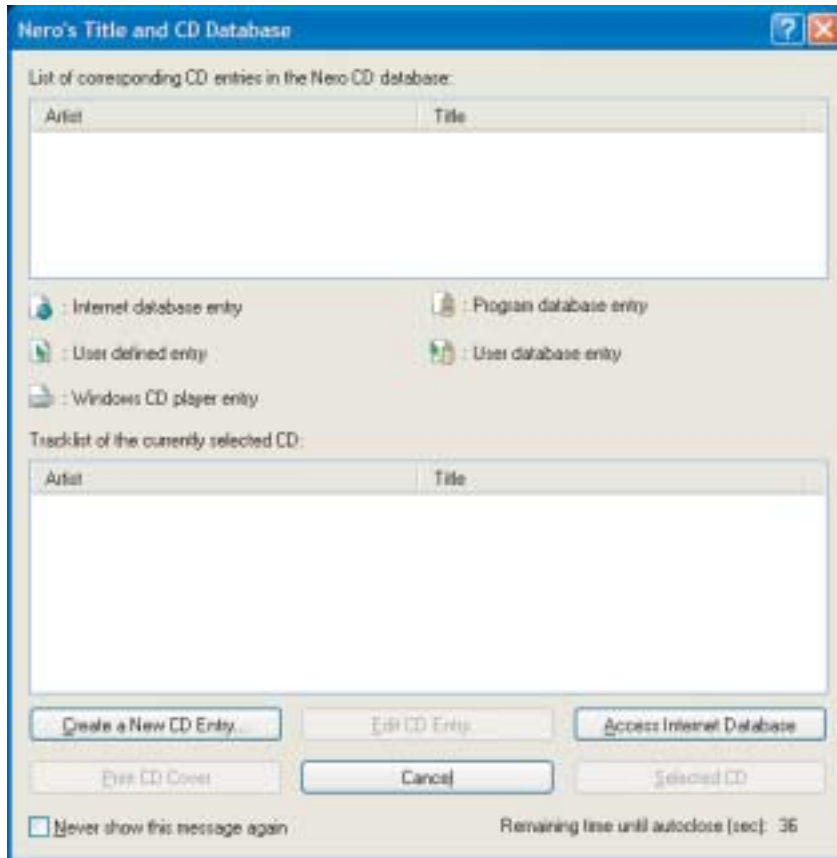 Nero's Title and CD Database
List of corresponding CD entries in the Nero CD database:
Artist Title
: Internet database entry : Program database entry
: User defined entry : User database entry
: Windows CD player entry
Tracklist of the currently selected CD:
Artist Title
Create a New CD Entry... Edit CD Entry... Access Internet Database
Print CD Cover Cancel Selected CD
Never show this message again Remaining time until autoclose (sec): 36